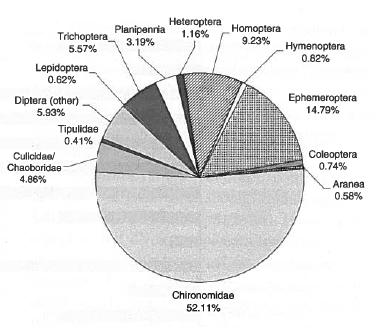 Heteroptera
1.16%
Planipennia
3.19%
Homoptera
9.23%
Trichoptera
5.57%
Hymenoptera
0.82%
Lepidoptera
0.62%
Ephemeroptera
14.79%
Diptera (other)
5.93%
Tipulidae
0.41%
Coleoptera
0.74%
Culicidae/
Chaoboridae
4.86%
Aranea
0.58%
Chironomidae
52.11%